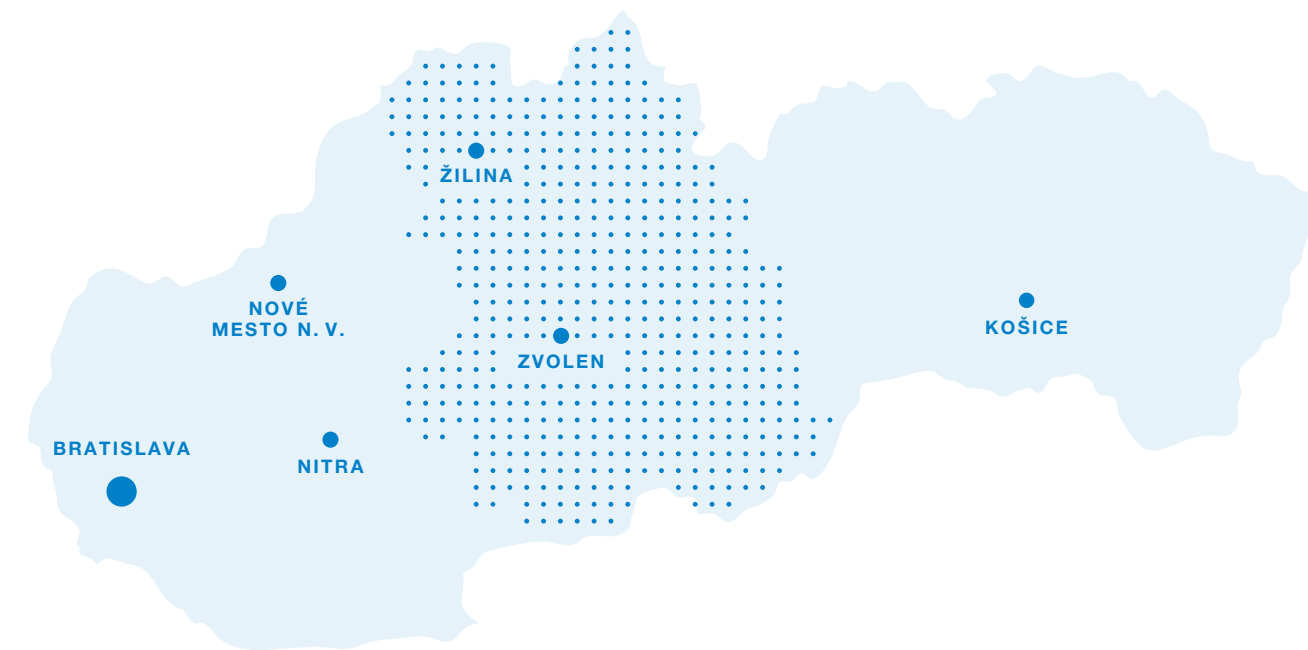 ŽILINA
NOVÉ
MESTO N. V.
KOŠICE
ZVOLEN
BRATISLAVA
NITRA